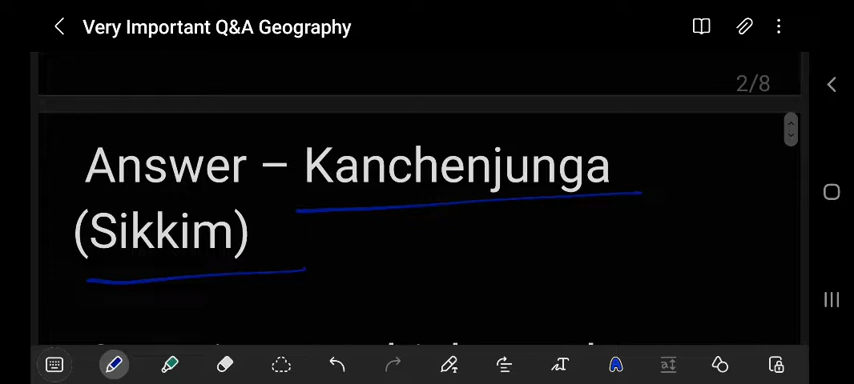 Very Important Q&A Geography
2/8
Answer – Kanchenjunga
(Sikkim)